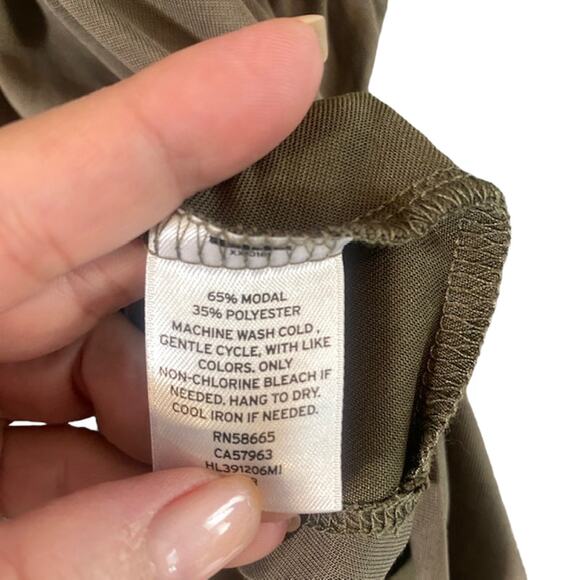 65% MODAL
35% POLYESTER
MACHINE WASH COLD ,
GENTLE CYCLE, WITH LIKE
COLORS. ONLY
NON-CHLORINE BLEACH IF
NEEDED. HANG TO DRY.
COOL IRON IF NEEDED.
RN58665
CA57963
HL391206MI